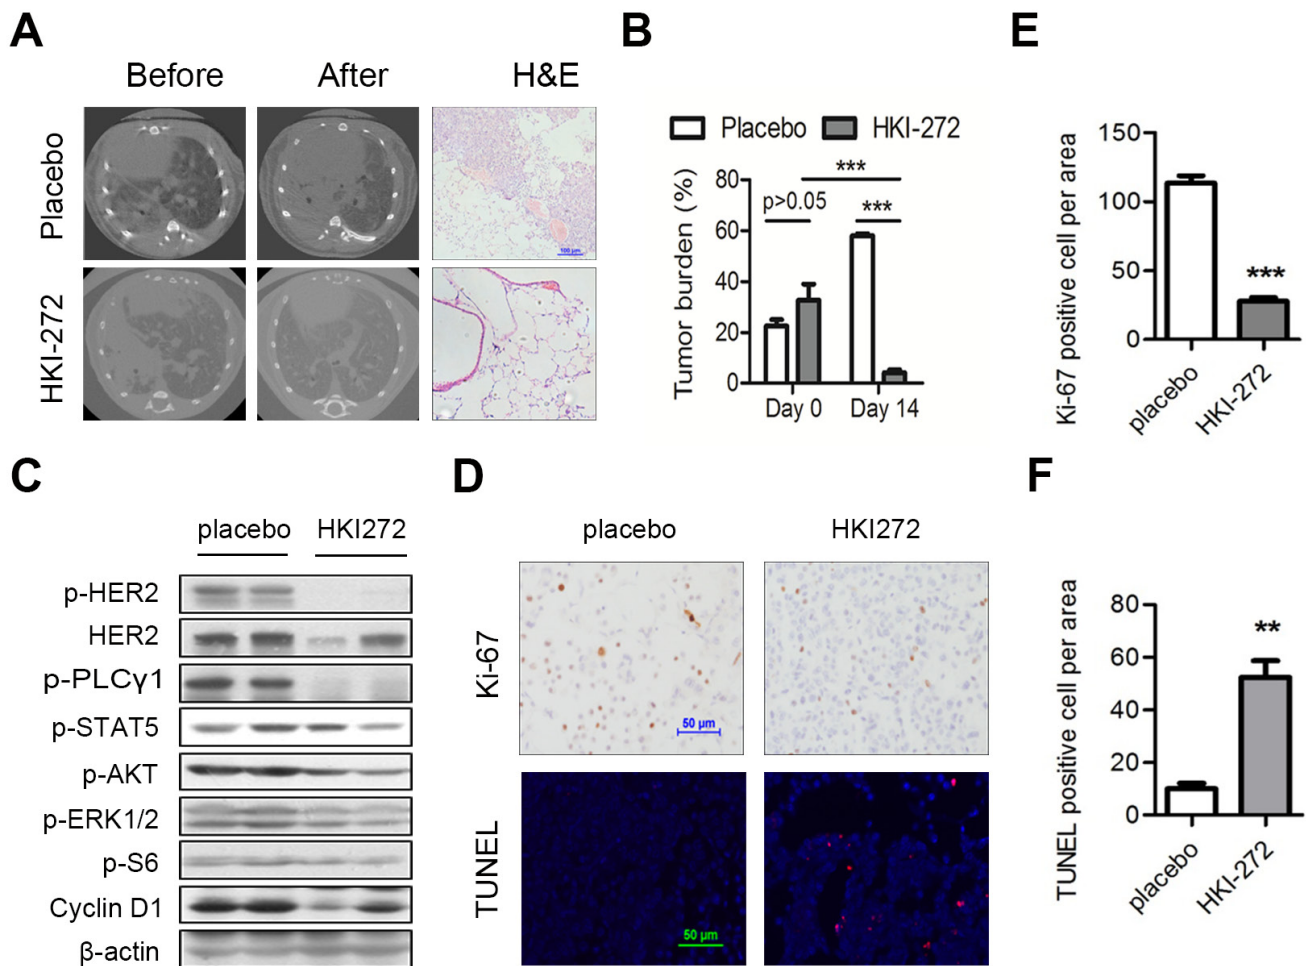 A
Before
After
H&E
Placebo
HKI-272
100 μm
B
Placebo
HKI-272
Tumor burden (%)
80
60
40
20
0
p>0.05
***
***
Day 0
Day 14
E
Ki-67 positive cell per area
150
100
50
0
***
placebo
HKI-272
C
placebo
HKI272
p-HER2
HER2
p-PLCγ1
p-STAT5
p-AKT
p-ERK1/2
p-S6
Cyclin D1
β-actin
D
placebo
HKI272
Ki-67
50 μm
TUNEL
50 μm
F
TUNEL positive cell per area
80
60
40
20
0
**
placebo
HKI-272